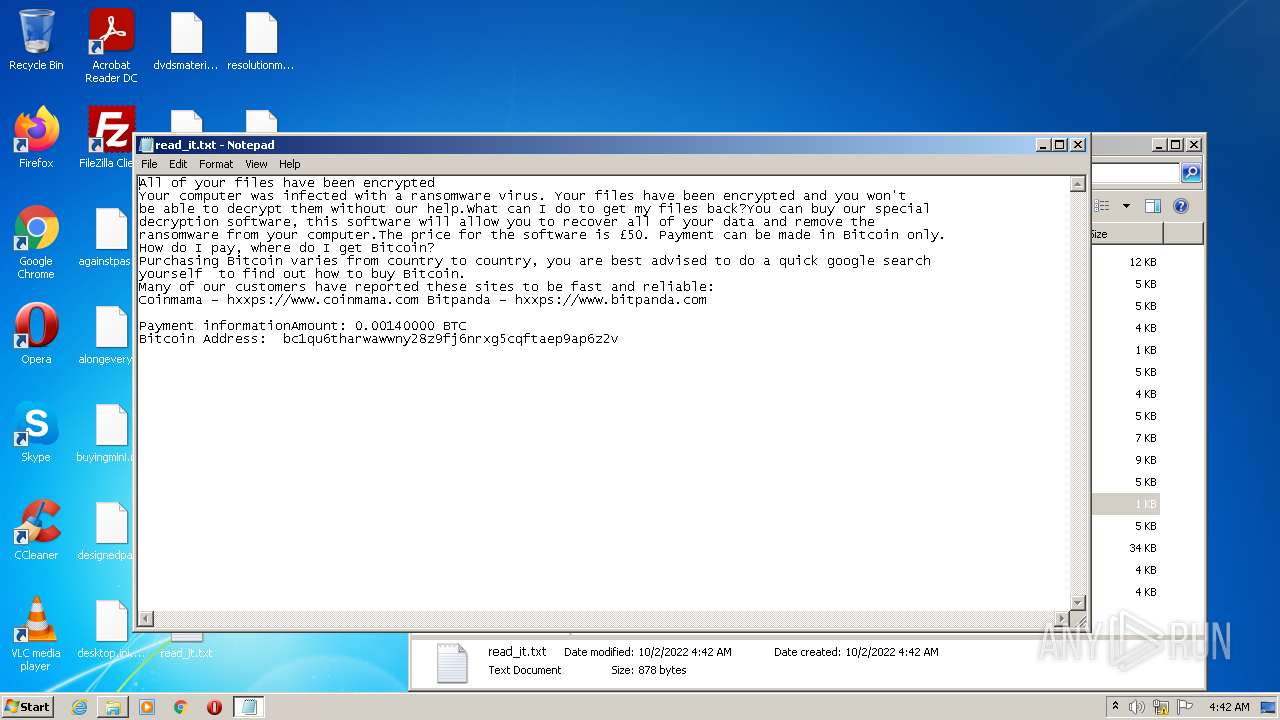 Recycle Bin
Acrobat
Reader DC
dvdsmateri...
resolutionm...
Firefox
FileZilla Clie
Google
Chrome
againstpas
Opera
alongevery
Skype
buyingmini.r
CCleaner
designedpa
VLC media
player
desktop.ini....
read_it.txt
read_it.txt - Notepad
File Edit Format View Help
All of your files have been encrypted
Your computer was infected with a ransomware virus. Your files have been encrypted and you won't
be able to decrypt them without our help.What can I do to get my files back?You can buy our special
decryption software, this software will allow you to recover all of your data and remove the
ransomware from your computer.The price for the software is £50. Payment can be made in Bitcoin only.
How do I pay, where do I get Bitcoin?
Purchasing Bitcoin varies from country to country, you are best advised to do a quick google search
yourself  to find out how to buy Bitcoin.
Many of our customers have reported these sites to be fast and reliable:
Coinmama - hxxps://www.coinmama.com Bitpanda - hxxps://www.bitpanda.com
Payment informationAmount: 0.00140000 BTC
Bitcoin Address:  bc1qu6tharwawwny28z9fj6nrxg5cqftaep9ap6z2v
Size
12 KB
5 KB
5 KB
4 KB
1 KB
5 KB
4 KB
5 KB
7 KB
9 KB
5 KB
1 KB
5 KB
34 KB
4 KB
4 KB
read_it.txt Date modified: 10/2/2022 4:42 AM Date created: 10/2/2022 4:42 AM
Text Document Size: 878 bytes
ANY RUN
Start
4:42 AM